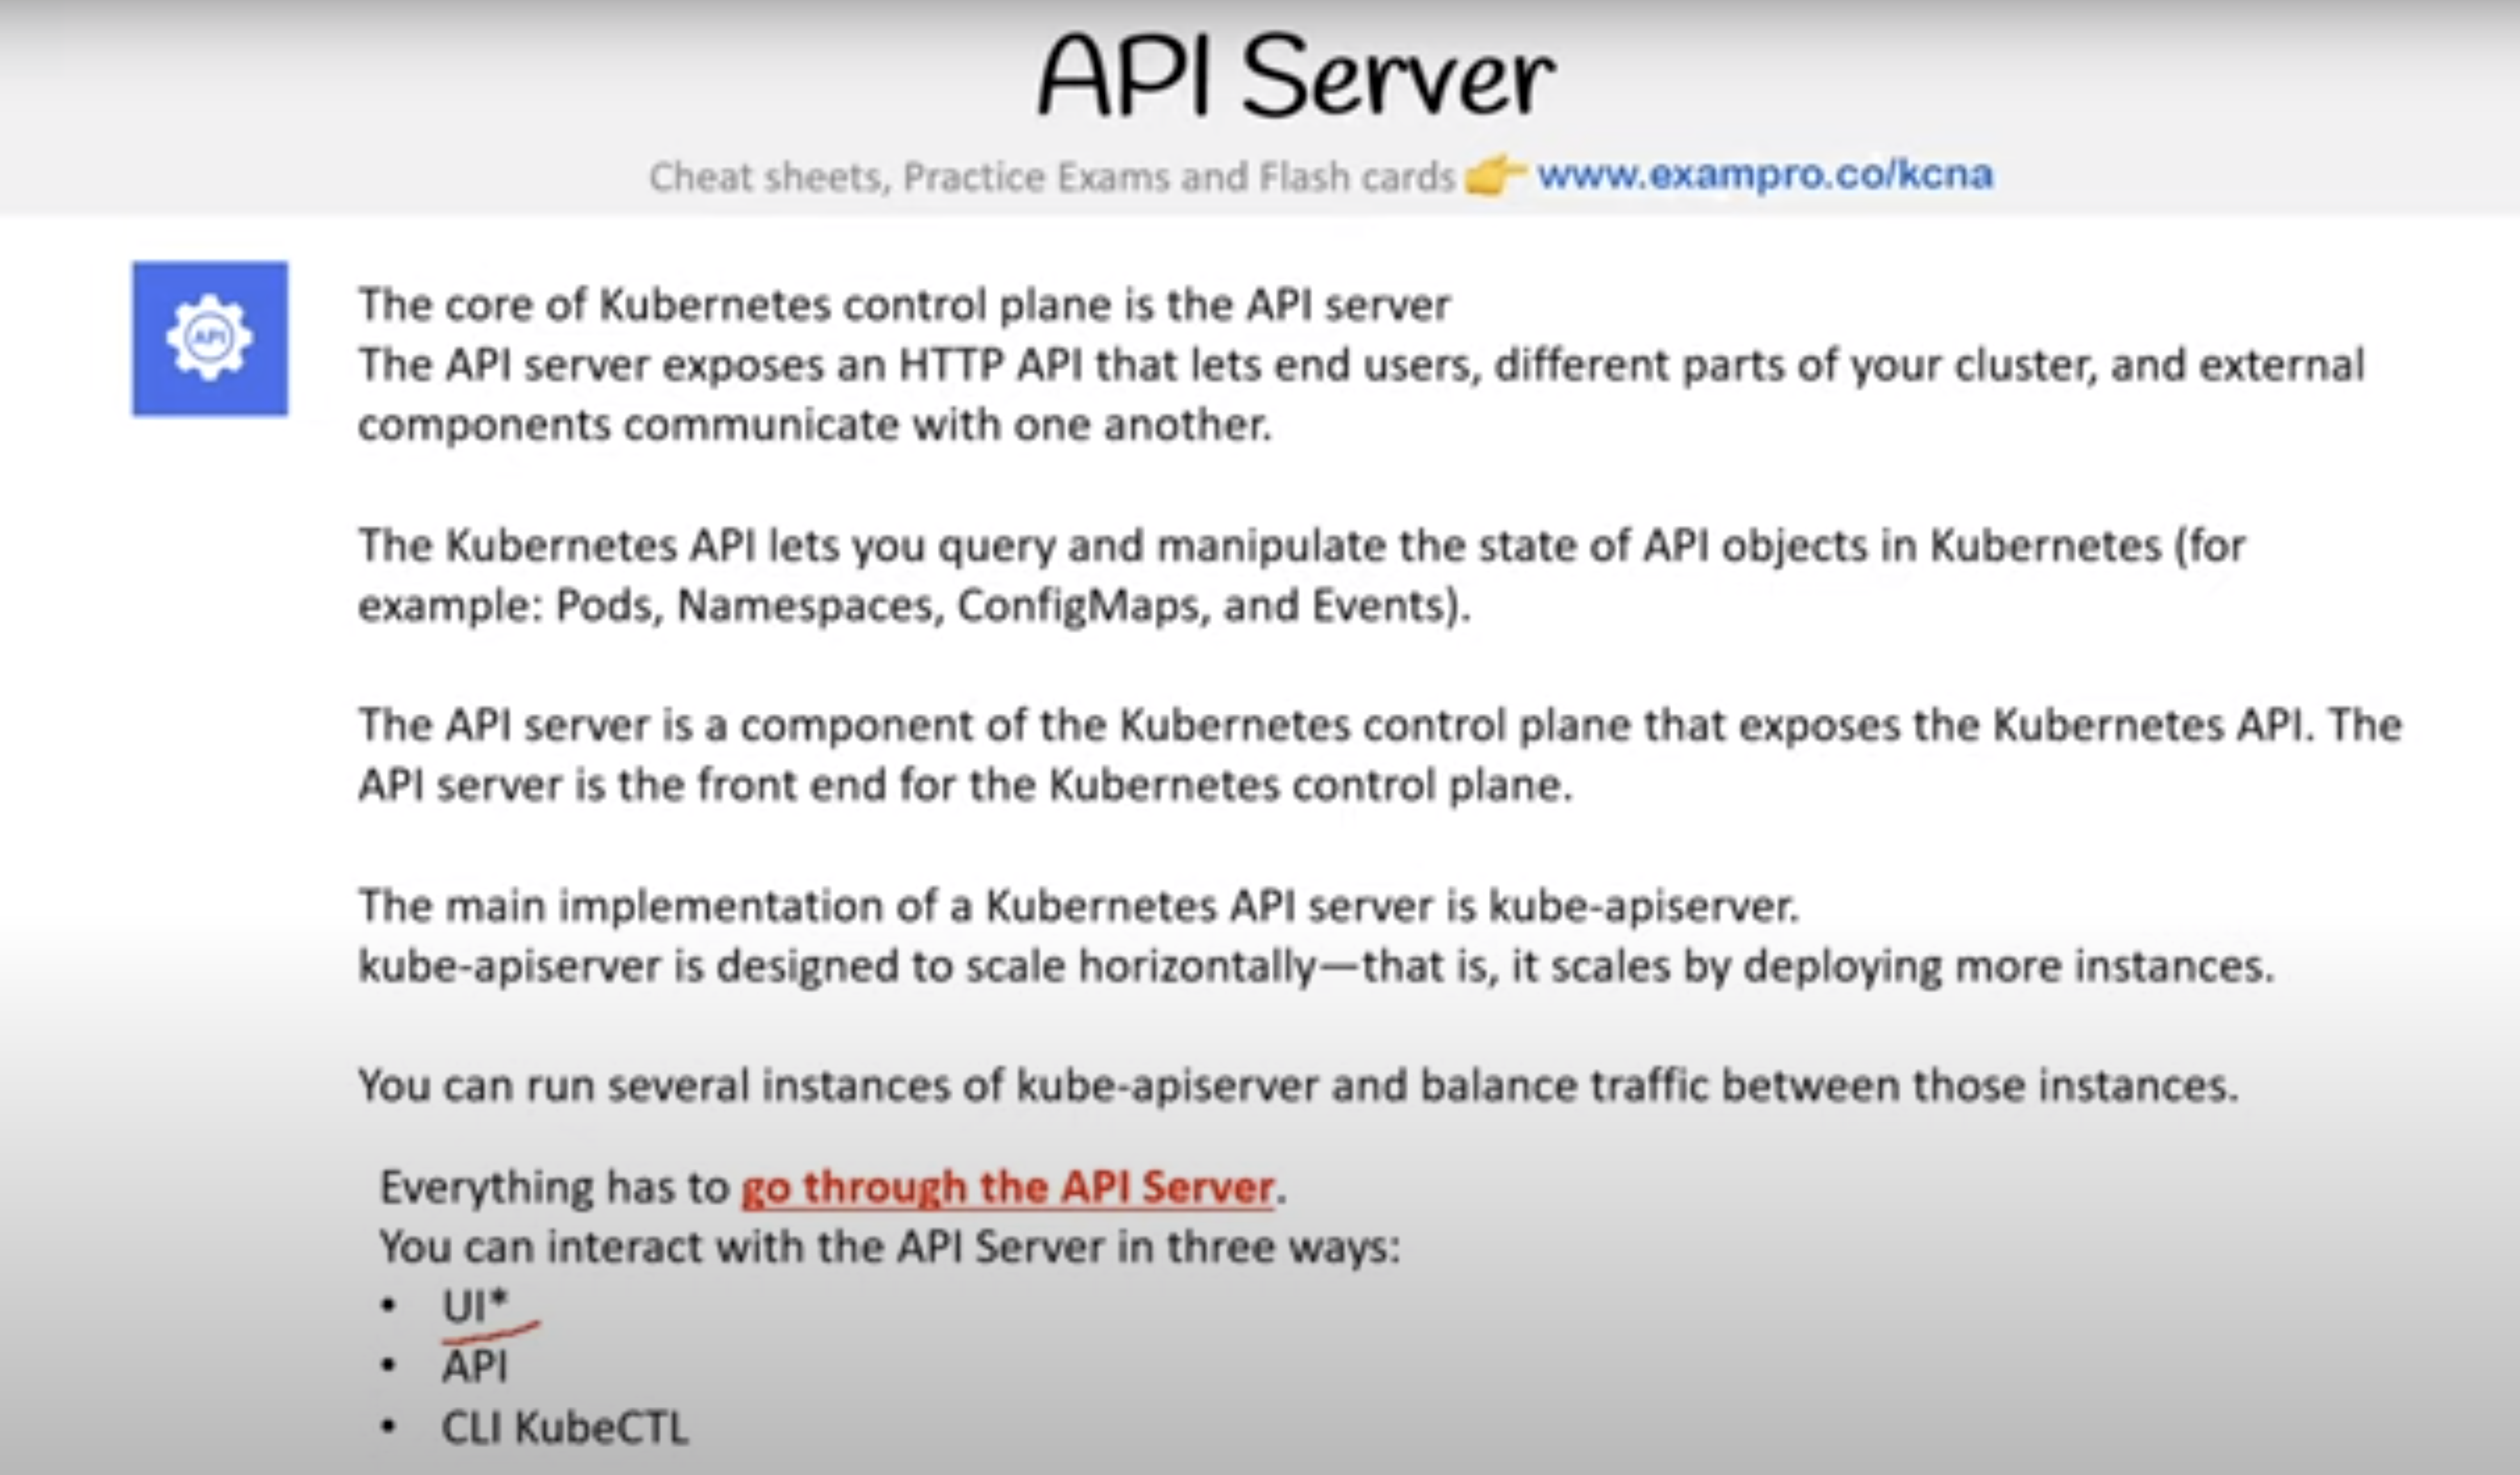 API Server
Cheat sheets, Practice Exams and Flash cards 👉 www.exampro.co/kcna
API
The core of Kubernetes control plane is the API server
The API server exposes an HTTP API that lets end users, different parts of your cluster, and external
components communicate with one another.
The Kubernetes API lets you query and manipulate the state of API objects in Kubernetes (for
example: Pods, Namespaces, ConfigMaps, and Events).
The API server is a component of the Kubernetes control plane that exposes the Kubernetes API. The
API server is the front end for the Kubernetes control plane.
The main implementation of a Kubernetes API server is kube-apiserver.
kube-apiserver is designed to scale horizontally—that is, it scales by deploying more instances.
You can run several instances of kube-apiserver and balance traffic between those instances.
Everything has to go through the API Server.
You can interact with the API Server in three ways:
• UI*
• API
• CLI KubeCTL